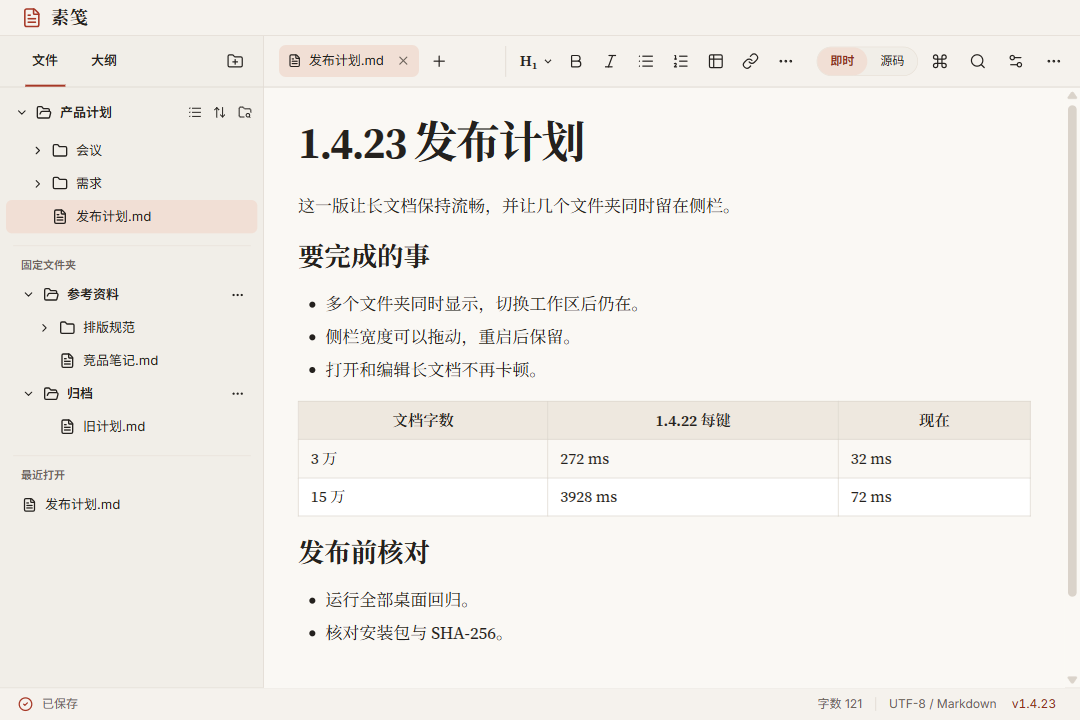 素笺
文件 大纲
发布计划.md
H1 B I
即时 源码
产品计划
会议
需求
发布计划.md
固定文件夹
参考资料
排版规范
竞品笔记.md
归档
旧计划.md
最近打开
发布计划.md
1.4.23 发布计划
这一版让长文档保持流畅，并让几个文件夹同时留在侧栏。
要完成的事
多个文件夹同时显示，切换工作区后仍在。
侧栏宽度可以拖动，重启后保留。
打开和编辑长文档不再卡顿。
文档字数 1.4.22 每键 现在
3 万 272 ms 32 ms
15 万 3928 ms 72 ms
发布前核对
运行全部桌面回归。
核对安装包与 SHA-256。
已保存
字数 121 UTF-8 / Markdown v1.4.23